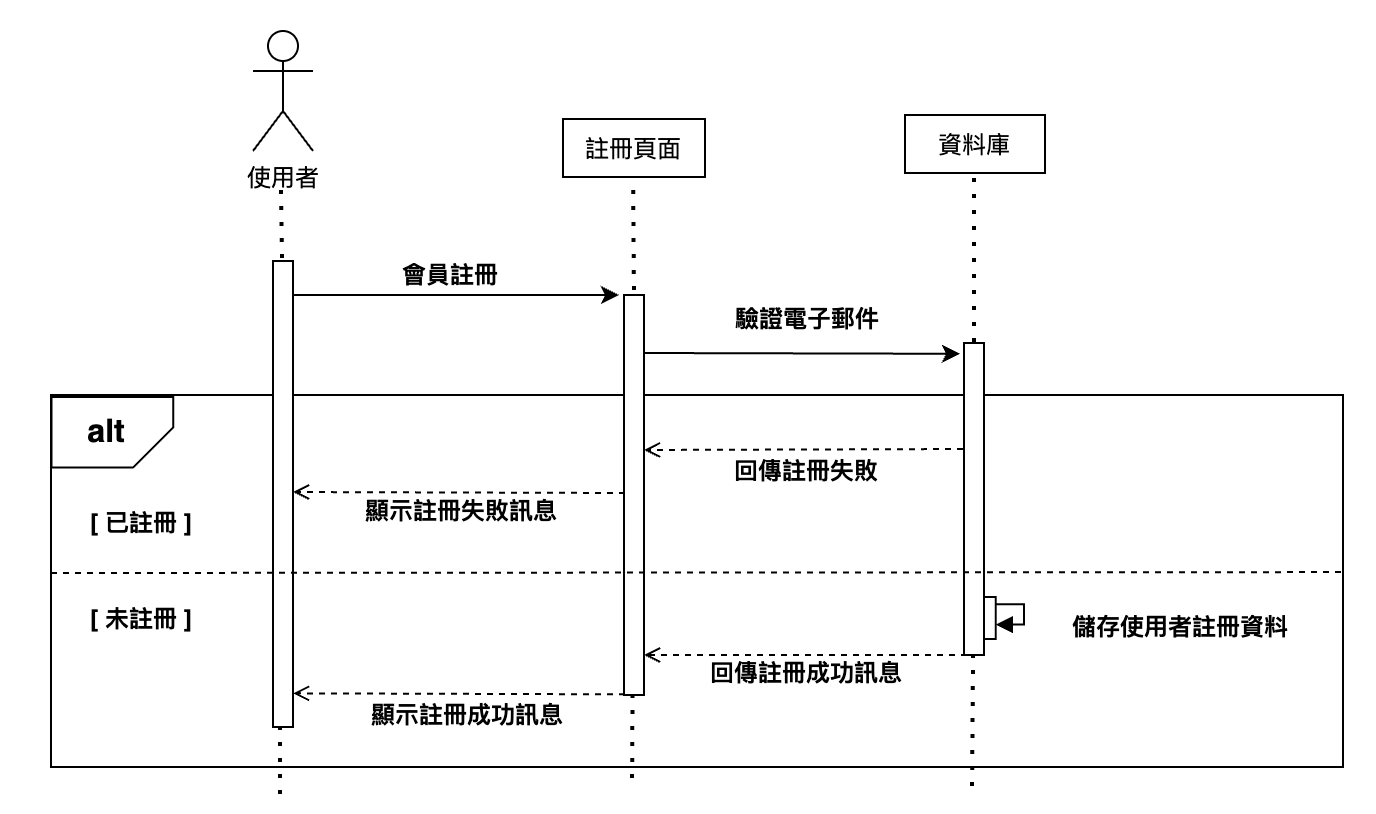 使用者
註冊頁面
資料庫
會員註冊
驗證電子郵件
alt
回傳註冊失敗
顯示註冊失敗訊息
[ 已註冊 ]
[ 未註冊 ]
儲存使用者註冊資料
回傳註冊成功訊息
顯示註冊成功訊息